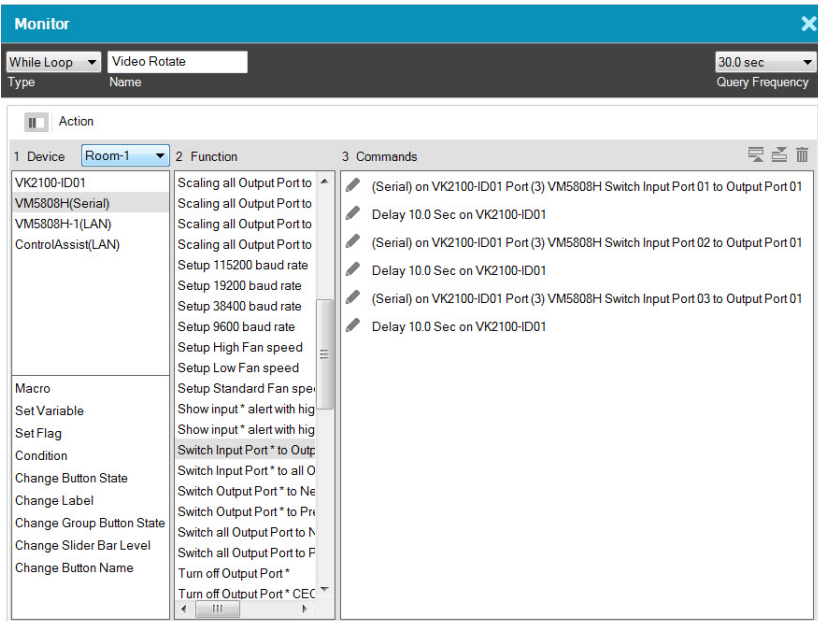 Monitor
While Loop Video Rotate 30.0 sec
Type Name Query Frequency
Action
1 Device Room-1 2 Function 3 Commands
VK2100-ID01
VM5808H(Serial)
VM5808H-1(LAN)
ControlAssist(LAN)
Macro
Set Variable
Set Flag
Condition
Change Button State
Change Label
Change Group Button State
Change Slider Bar Level
Change Button Name
Scaling all Output Port to
Scaling all Output Port to
Scaling all Output Port to
Scaling all Output Port to
Setup 115200 baud rate
Setup 19200 baud rate
Setup 38400 baud rate
Setup 9600 baud rate
Setup High Fan speed
Setup Low Fan speed
Setup Standard Fan spe
Show input * alert with hig
Show input * alert with hig
Switch Input Port * to Outp
Switch Input Port * to all O
Switch Output Port * to Ne
Switch Output Port * to Pre
Switch all Output Port to N
Switch all Output Port to P
Turn off Output Port *
Turn off Output Port * CEC
(Serial) on VK2100-ID01 Port (3) VM5808H Switch Input Port 01 to Output Port 01
Delay 10.0 Sec on VK2100-ID01
(Serial) on VK2100-ID01 Port (3) VM5808H Switch Input Port 02 to Output Port 01
Delay 10.0 Sec on VK2100-ID01
(Serial) on VK2100-ID01 Port (3) VM5808H Switch Input Port 03 to Output Port 01
Delay 10.0 Sec on VK2100-ID01